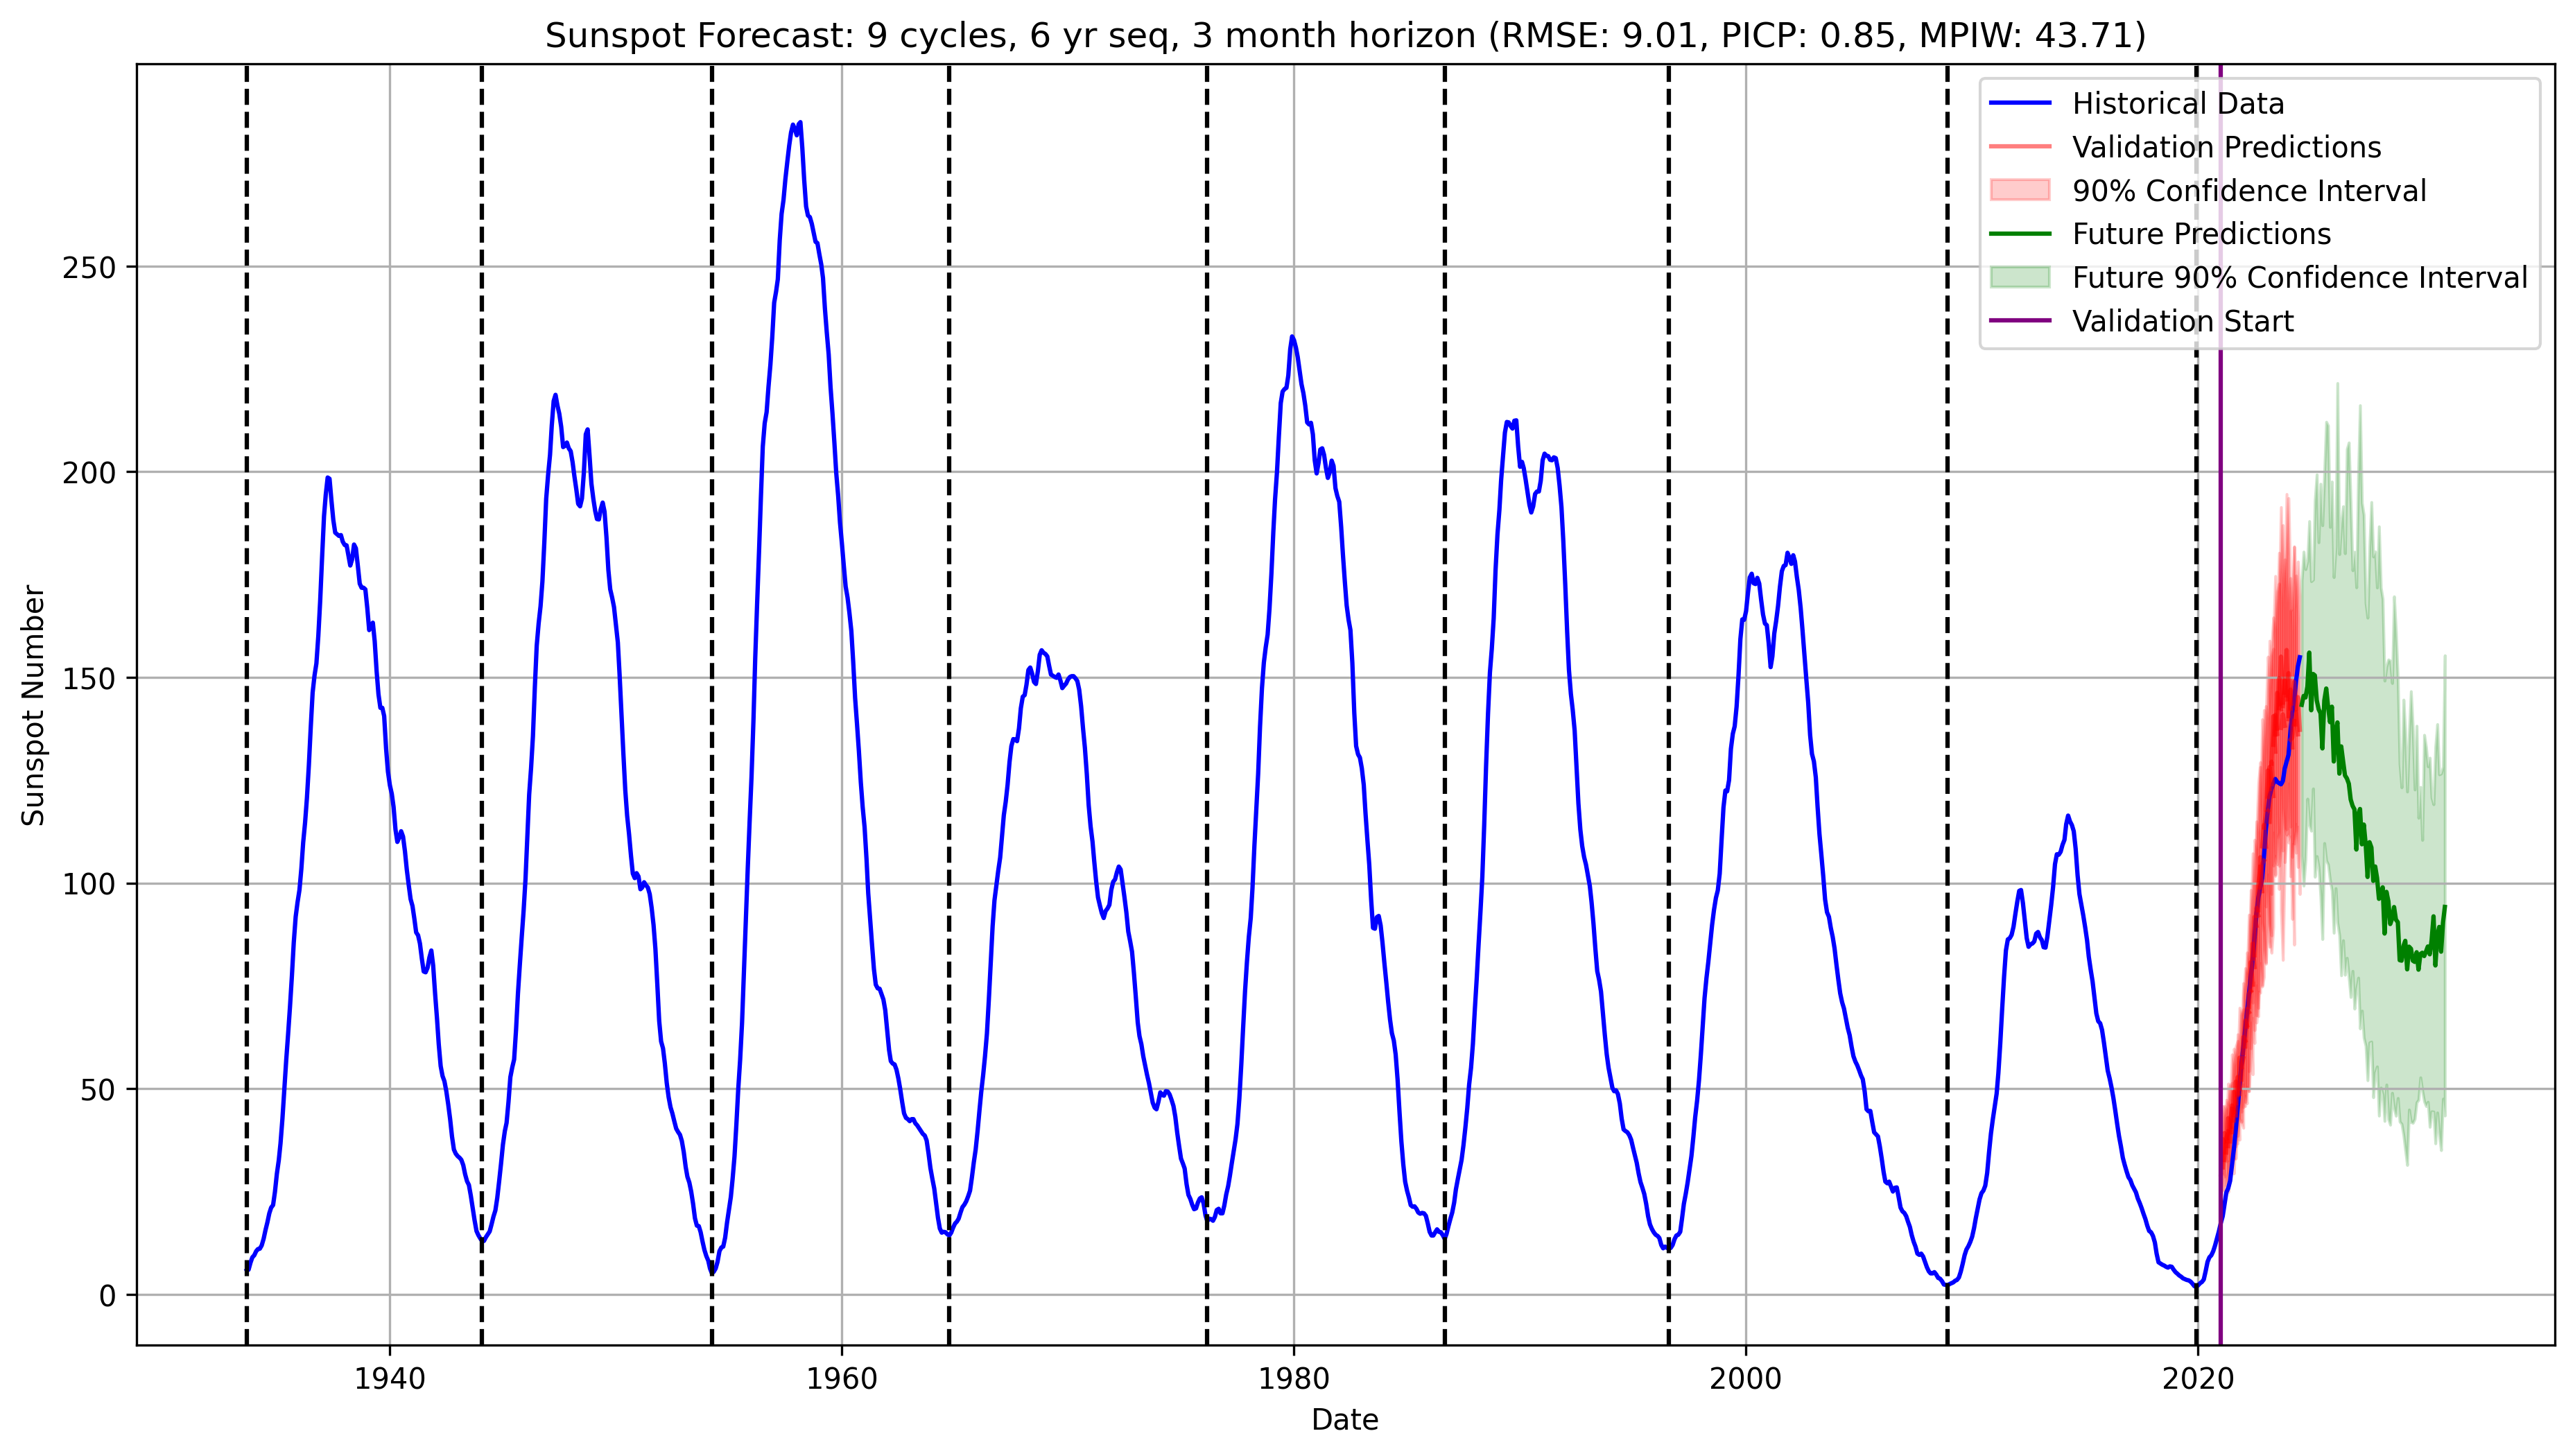 Sunspot Forecast: 9 cycles, 6 yr seq, 3 month horizon (RMSE: 9.01, PICP: 0.85, MPIW: 43.71)
Historical Data
Validation Predictions
90% Confidence Interval
Future Predictions
Future 90% Confidence Interval
Validation Start
Sunspot Number
250
200
150
100
50
0
1940
1960
1980
2000
2020
Date